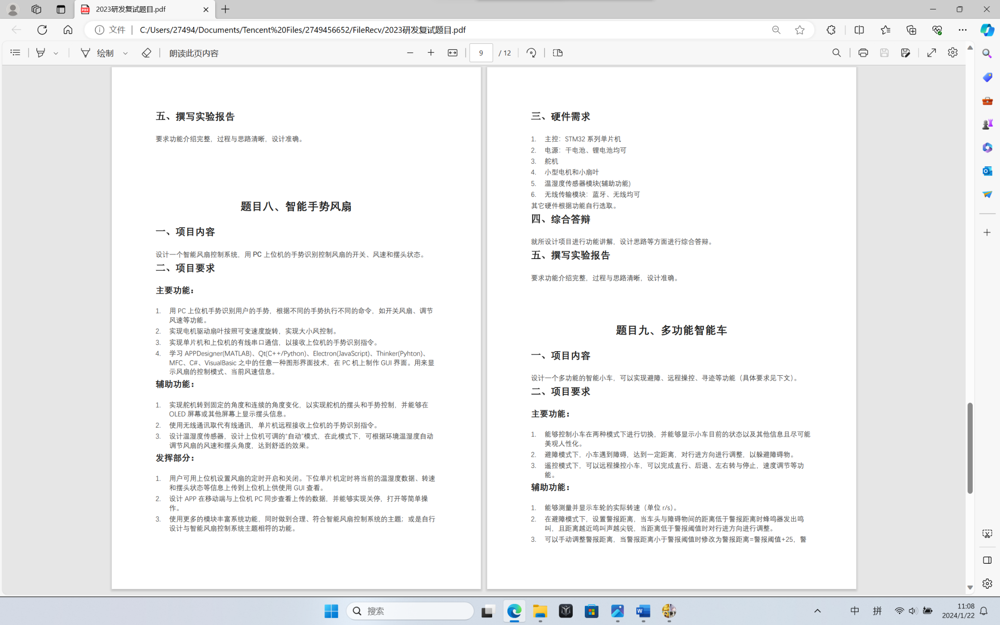 2023研发复试题目.pdf
文件
C:/Users/27494/Documents/Tencent%20Files/2749456652/FileRecv/2023研发复试题目.pdf
绘制
朗读此页内容
9
/ 12
五、撰写实验报告
要求功能介绍完整，过程与思路清晰，设计准确。
题目八、智能手势风扇
一、项目内容
设计一个智能风扇控制系统，用 PC 上位机的手势识别控制风扇的开关、风速和摆头状态。
二、项目要求
主要功能：
1. 用 PC 上位机手势识别用户的手势，根据不同的手势执行不同的命令，如开关风扇、调节
风速等功能。
2. 实现电机驱动扇叶按照可变速度旋转，实现大小风控制。
3. 实现单片机和上位机的有线串口通信，以接收上位机的手势识别指令。
4. 学习 APPDesigner(MATLAB)、Qt(C++/Python)、Electron(JavaScript)、Thinker(Pyhton)、
MFC、C#、VisualBasic 之中的任意一种图形界面技术，在 PC 机上制作 GUI 界面。用来显
示风扇的控制模式、当前风速信息。
辅助功能：
1. 实现舵机转到固定的角度和连续的角度变化，以实现舵机的摆头和手势控制，并能够在
OLED 屏幕或其他屏幕上显示摆头信息。
2. 使用无线通讯取代有线通讯，单片机远程接收上位机的手势识别指令。
3. 设计温湿度传感器，设计上位机可调的“自动”模式，在此模式下，可根据环境温湿度自动
调节风扇的风速和摆头角度，达到舒适的效果。
发挥部分：
1. 用户可用上位机设置风扇的定时开启和关闭。下位单片机定时将当前的温湿度数据、转速
和摆头状态等信息上传到上位机上供使用 GUI 查看。
2. 设计 APP 在移动端与上位机 PC 同步查看上传的数据，并能够实现关停，打开等简单操
作。
3. 使用更多的模块丰富系统功能，同时做到合理、符合智能风扇控制系统的主题；或是自行
设计与智能风扇控制系统主题相符的功能。
三、硬件需求
1. 主控：STM32 系列单片机
2. 电源：干电池、锂电池均可
3. 舵机
4. 小型电机和小扇叶
5. 温湿度传感器模块(辅助功能)
6. 无线传输模块：蓝牙、无线均可
其它硬件根据功能自行选取。
四、综合答辩
就所设计项目进行功能讲解，设计思路等方面进行综合答辩。
五、撰写实验报告
要求功能介绍完整，过程与思路清晰，设计准确。
题目九、多功能智能车
一、项目内容
设计一个多功能的智能小车，可以实现避障、远程操控、寻迹等功能（具体要求见下文）。
二、项目要求
主要功能：
1. 能够控制小车在两种模式下进行切换，并能够显示小车目前的状态以及其他信息且尽可能
美观人性化。
2. 避障模式下，小车遇到障碍，达到一定距离，对行进方向进行调整，以躲避障碍物。
3. 遥控模式下，可以远程操控小车，可以完成直行、后退、左右转与停止，速度调节等功
能。
辅助功能：
1. 能够测量并显示车轮的实际转速（单位 r/s）。
2. 在避障模式下，设置警报距离，当车头与障碍物间的距离低于警报距离时蜂鸣器发出鸣
叫，且距离越近鸣叫声越尖锐，当距离低于警报阈值时对行进方向进行调整。
3. 可以手动调整警报距离，当警报距离小于警报阈值时修改为警报距离=警报阈值+25，警
搜索
中
拼
11:08
2024/1/22